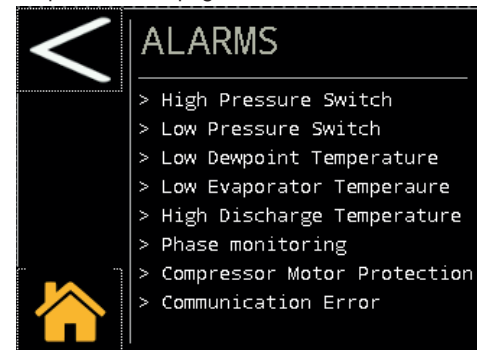 ALARMS
> High Pressure Switch
> Low Pressure Switch
> Low Dewpoint Temperature
> Low Evaporator Temperaure
> High Discharge Temperature
> Phase monitoring
> Compressor Motor Protection
> Communication Error